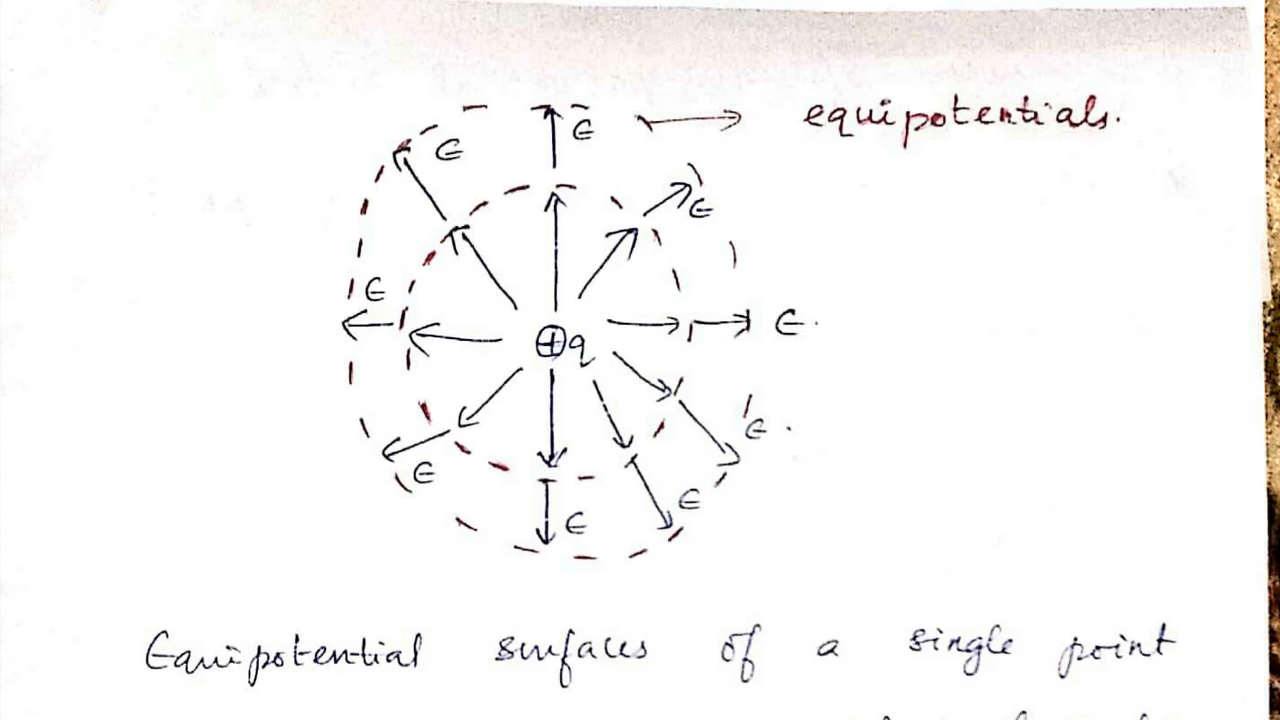 Ē
equipotentials.
E
E
E
E.
⊕q
E.
E
E
E
Equipotential surfaces of a single point